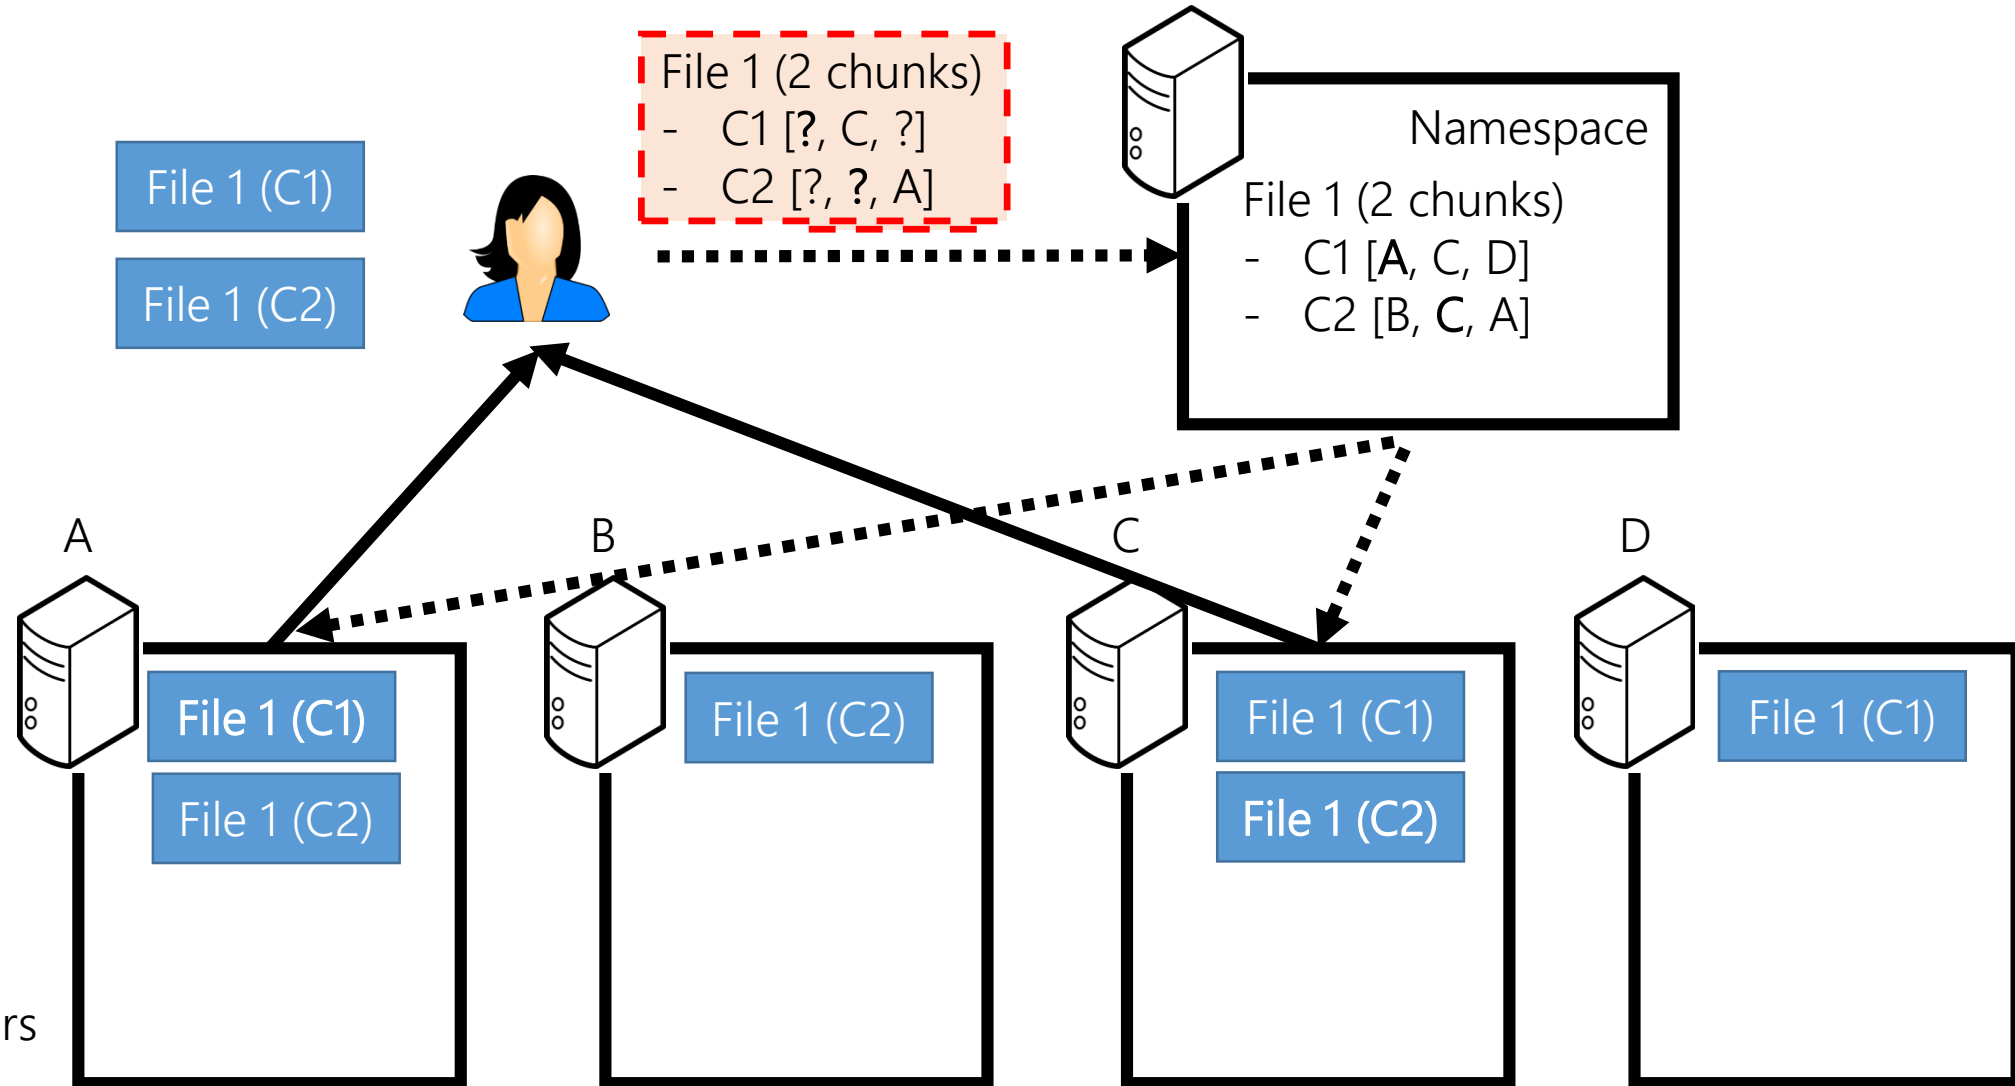 File 1 (2 chunks)
- C1 [?, C, ?]
- C2 [?, ?, A]
Namespace
File 1 (2 chunks)
- C1 [A, C, D]
- C2 [B, C, A]
File 1 (C1)
File 1 (C2)
A
B
C
D
File 1 (C1)
File 1 (C2)
File 1 (C2)
File 1 (C1)
File 1 (C2)
File 1 (C1)
rs